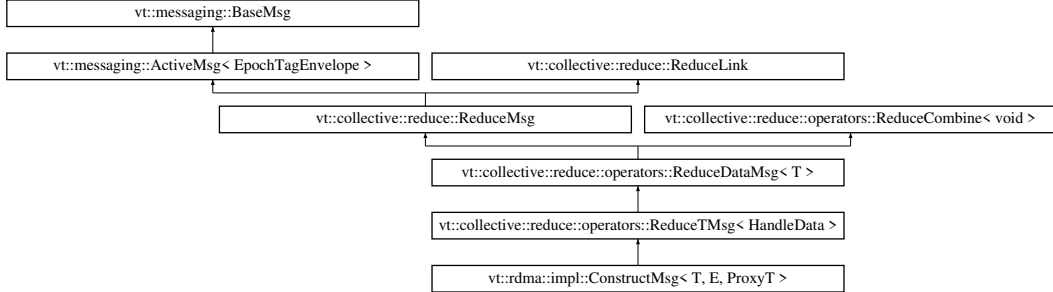 vt::messaging::BaseMsg
vt::messaging::ActiveMsg< EpochTagEnvelope >
vt::collective::reduce::ReduceLink
vt::collective::reduce::ReduceMsg
vt::collective::reduce::operators::ReduceCombine< void >
vt::collective::reduce::operators::ReduceDataMsg< T >
vt::collective::reduce::operators::ReduceTMsg< HandleData >
vt::rdma::impl::ConstructMsg< T, E, ProxyT >